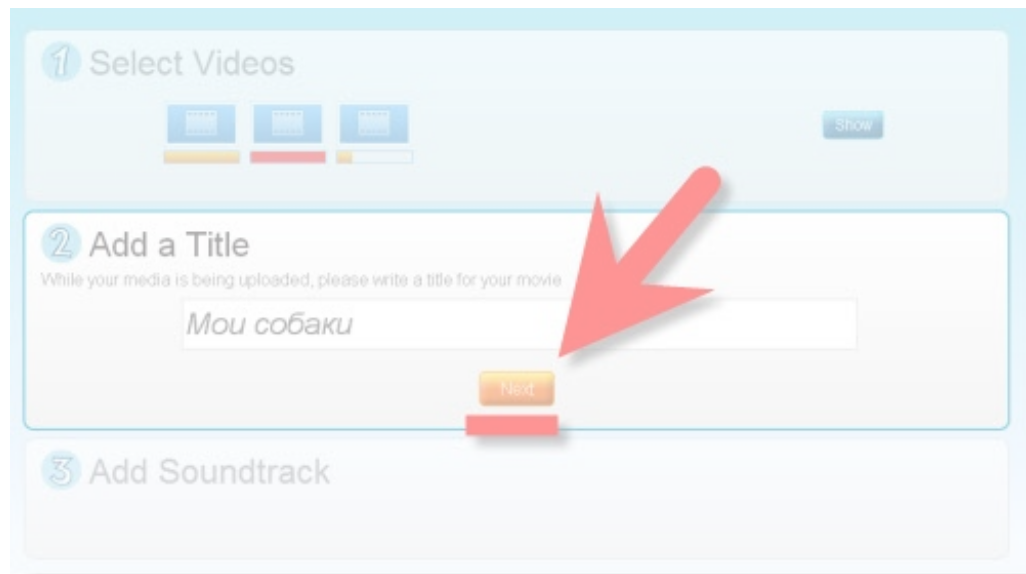 1 Select Videos
Show
2 Add a Title
While your media is being uploaded, please write a title for your movie
Мои собаки
Next
3 Add Soundtrack